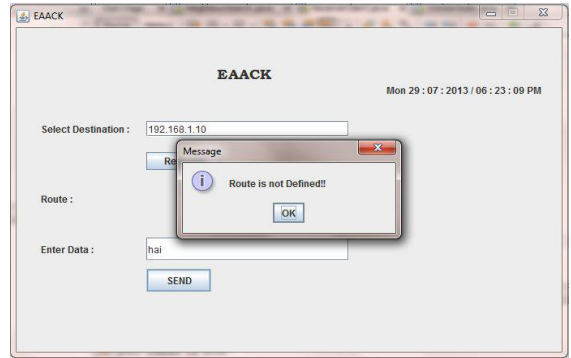 EAACK
EAACK
Mon 29 : 07 : 2013 / 06 : 23 : 09 PM
Select Destination : 192.168.1.10
Message
Route is not Defined!!
OK
Route :
Enter Data : hai
SEND